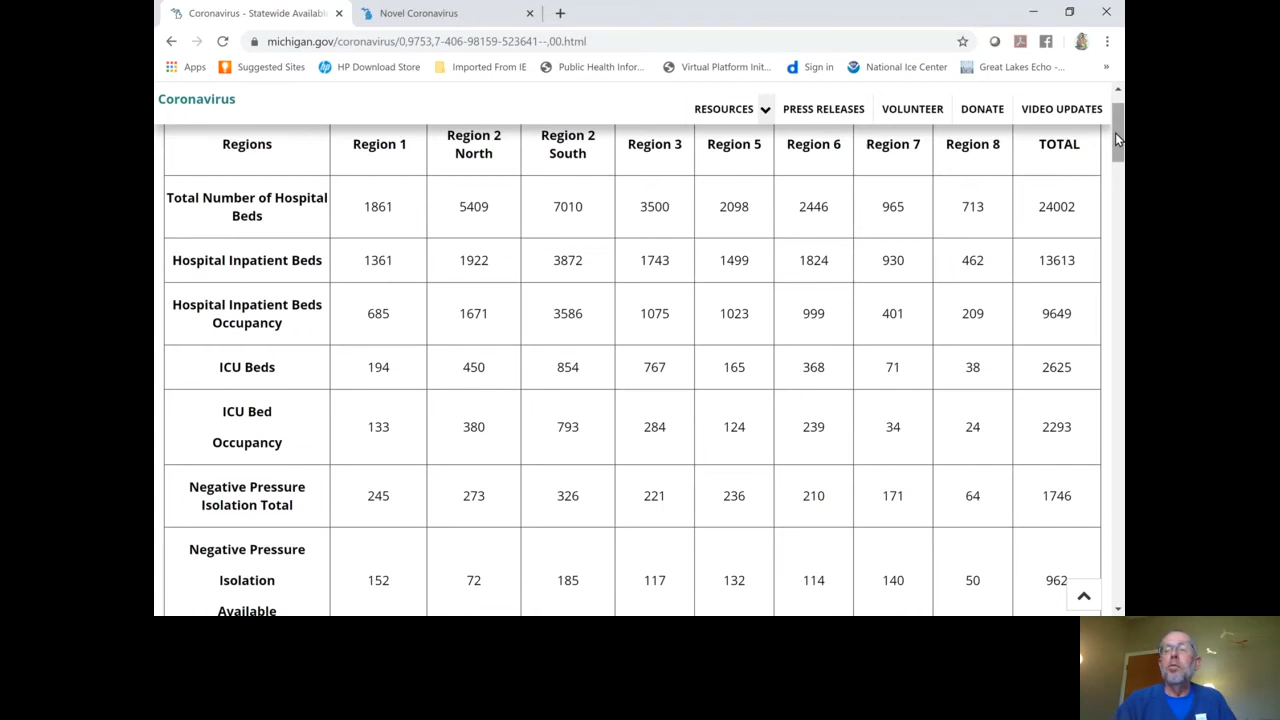 Coronavirus - Statewide Availabl
Novel Coronavirus
michigan.gov/coronavirus/0,9753,7-406-98159-523641--,00.html
Apps Suggested Sites HP Download Store Imported From IE Public Health Infor... Virtual Platform Init... Sign in National Ice Center Great Lakes Echo -... »
Coronavirus
RESOURCES PRESS RELEASES VOLUNTEER DONATE VIDEO UPDATES
Regions Region 1 Region 2 North Region 2 South Region 3 Region 5 Region 6 Region 7 Region 8 TOTAL
Total Number of Hospital Beds 1861 5409 7010 3500 2098 2446 965 713 24002
Hospital Inpatient Beds 1361 1922 3872 1743 1499 1824 930 462 13613
Hospital Inpatient Beds Occupancy 685 1671 3586 1075 1023 999 401 209 9649
ICU Beds 194 450 854 767 165 368 71 38 2625
ICU Bed Occupancy 133 380 793 284 124 239 34 24 2293
Negative Pressure Isolation Total 245 273 326 221 236 210 171 64 1746
Negative Pressure Isolation Available 152 72 185 117 132 114 140 50 962